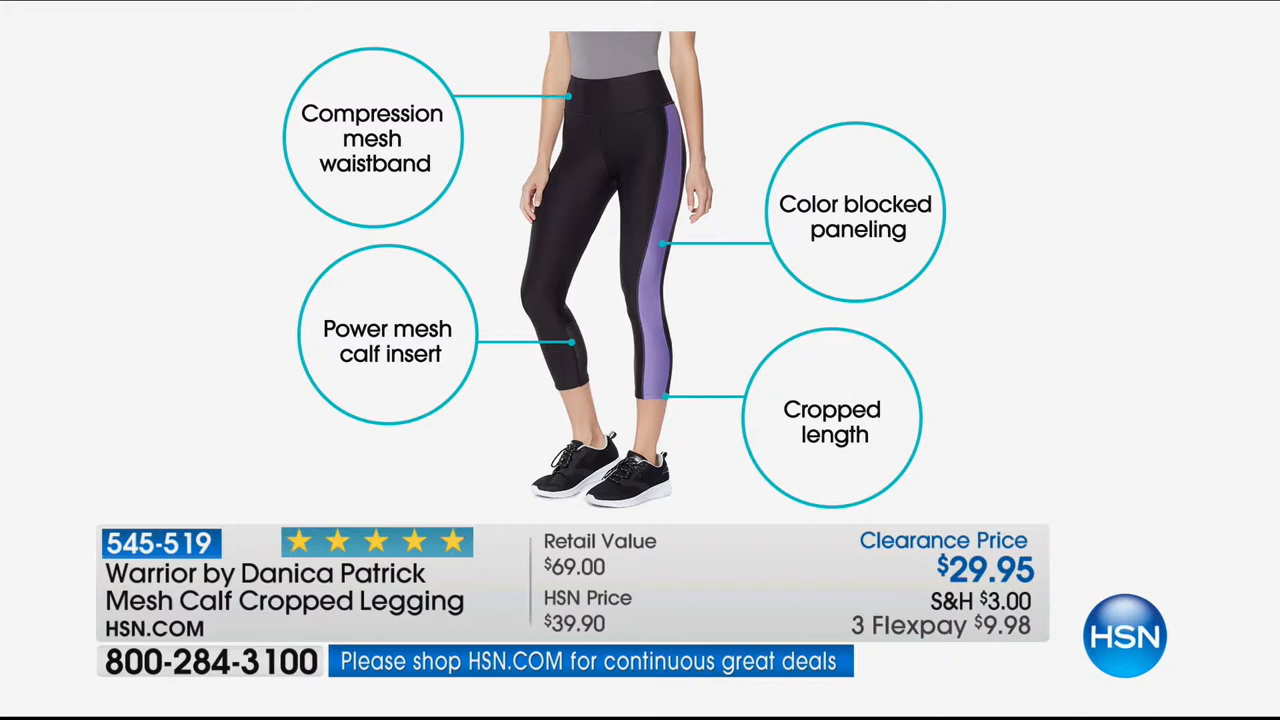 Compression
mesh
waistband
Color blocked
paneling
Power mesh
calf insert
Cropped
length
545-519
Warrior by Danica Patrick
Mesh Calf Cropped Legging
HSN.COM
Retail Value
$69.00
HSN Price
$39.90
Clearance Price
$29.95
S&H $3.00
3 Flexpay $9.98
800-284-3100
Please shop HSN.COM for continuous great deals
HSN